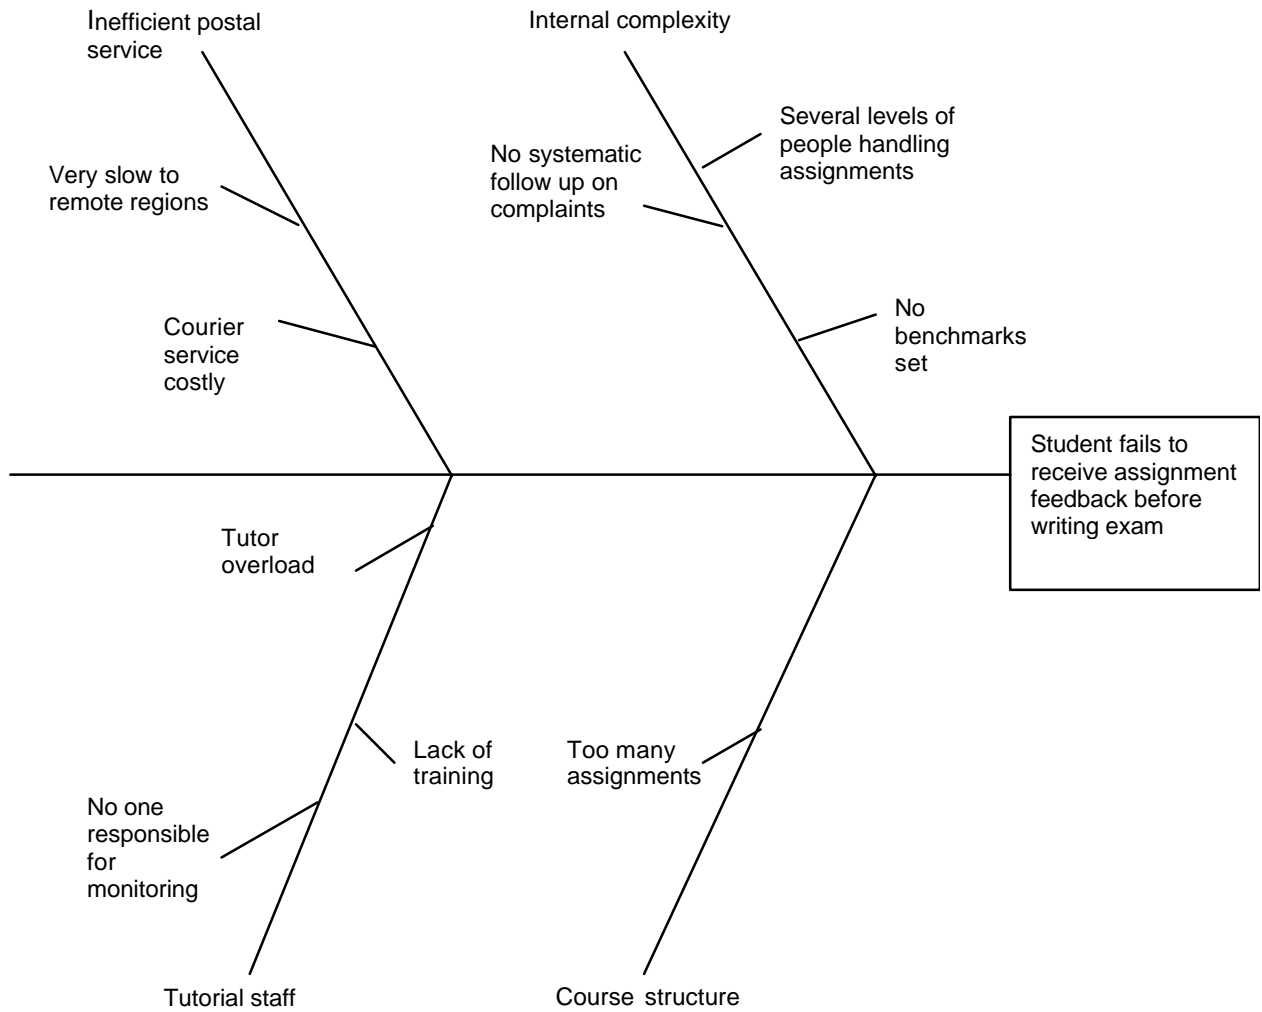 Inefficient postal
service
Internal complexity
Several levels of
people handling
assignments
No systematic
follow up on
complaints
Very slow to
remote regions
No
benchmarks
set
Courier
service
costly
Student fails to
receive assignment
feedback before
writing exam
Tutor
overload
Lack of
training
Too many
assignments
No one
responsible
for
monitoring
Tutorial staff
Course structure